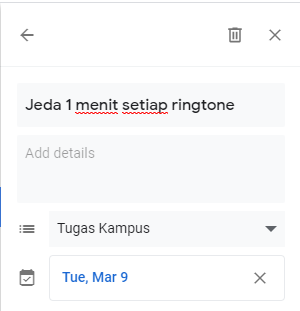 Jeda 1 menit setiap ringtone
Add details
Tugas Kampus
Tue, Mar 9